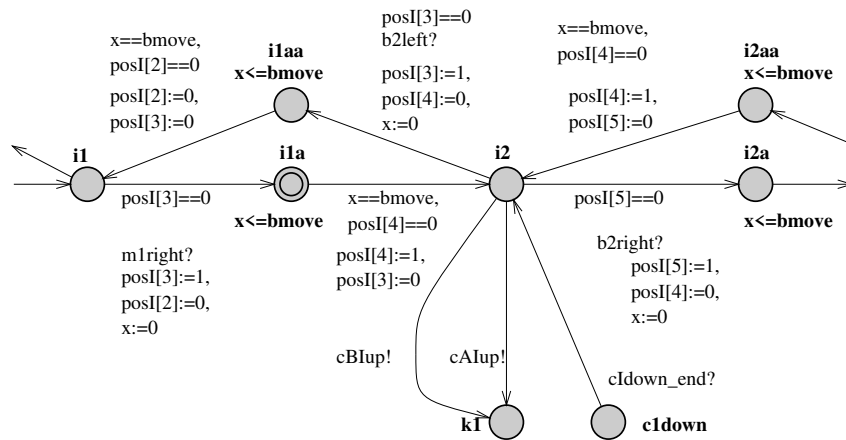 x==bmove,
posI[2]==0
posI[2]:=0,
posI[3]:=0
i1aa
x<=bmove
posI[3]==0
b2left?
posI[3]:=1,
posI[4]:=0,
x:=0
x==bmove,
posI[4]==0
posI[4]:=1,
posI[5]:=0
i2aa
x<=bmove
i1
i1a
i2
i2a
posI[3]==0
x<=bmove
x==bmove,
posI[4]==0
posI[5]==0
x<=bmove
m1right?
posI[3]:=1,
posI[2]:=0,
x:=0
posI[4]:=1,
posI[3]:=0
b2right?
posI[5]:=1,
posI[4]:=0,
x:=0
cBIup!
cAIup!
cIdown_end?
k1
c1down